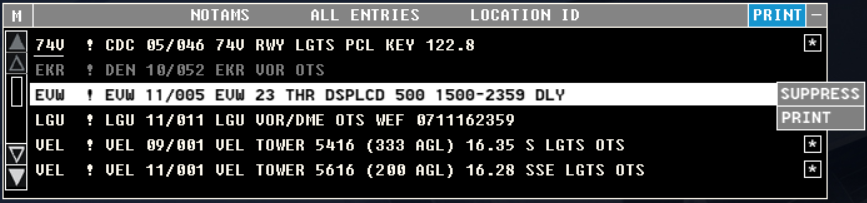 M NOTAMS ALL ENTRIES LOCATION ID PRINT –
74V ! CDC 05/046 74V RWY LGTS PCL KEY 122.8 *
EKR ! DEN 10/052 EKR VOR OTS
EVW ! EVW 11/005 EVW 23 THR DSPLCD 500 1500-2359 DLY
SUPPRESS
LGU ! LGU 11/011 LGU VOR/DME OTS WEF 0711162359
PRINT
VEL ! VEL 09/001 VEL TOWER 5416 (333 AGL) 16.35 S LGTS OTS *
VEL ! VEL 11/001 VEL TOWER 5616 (200 AGL) 16.28 SSE LGTS OTS *